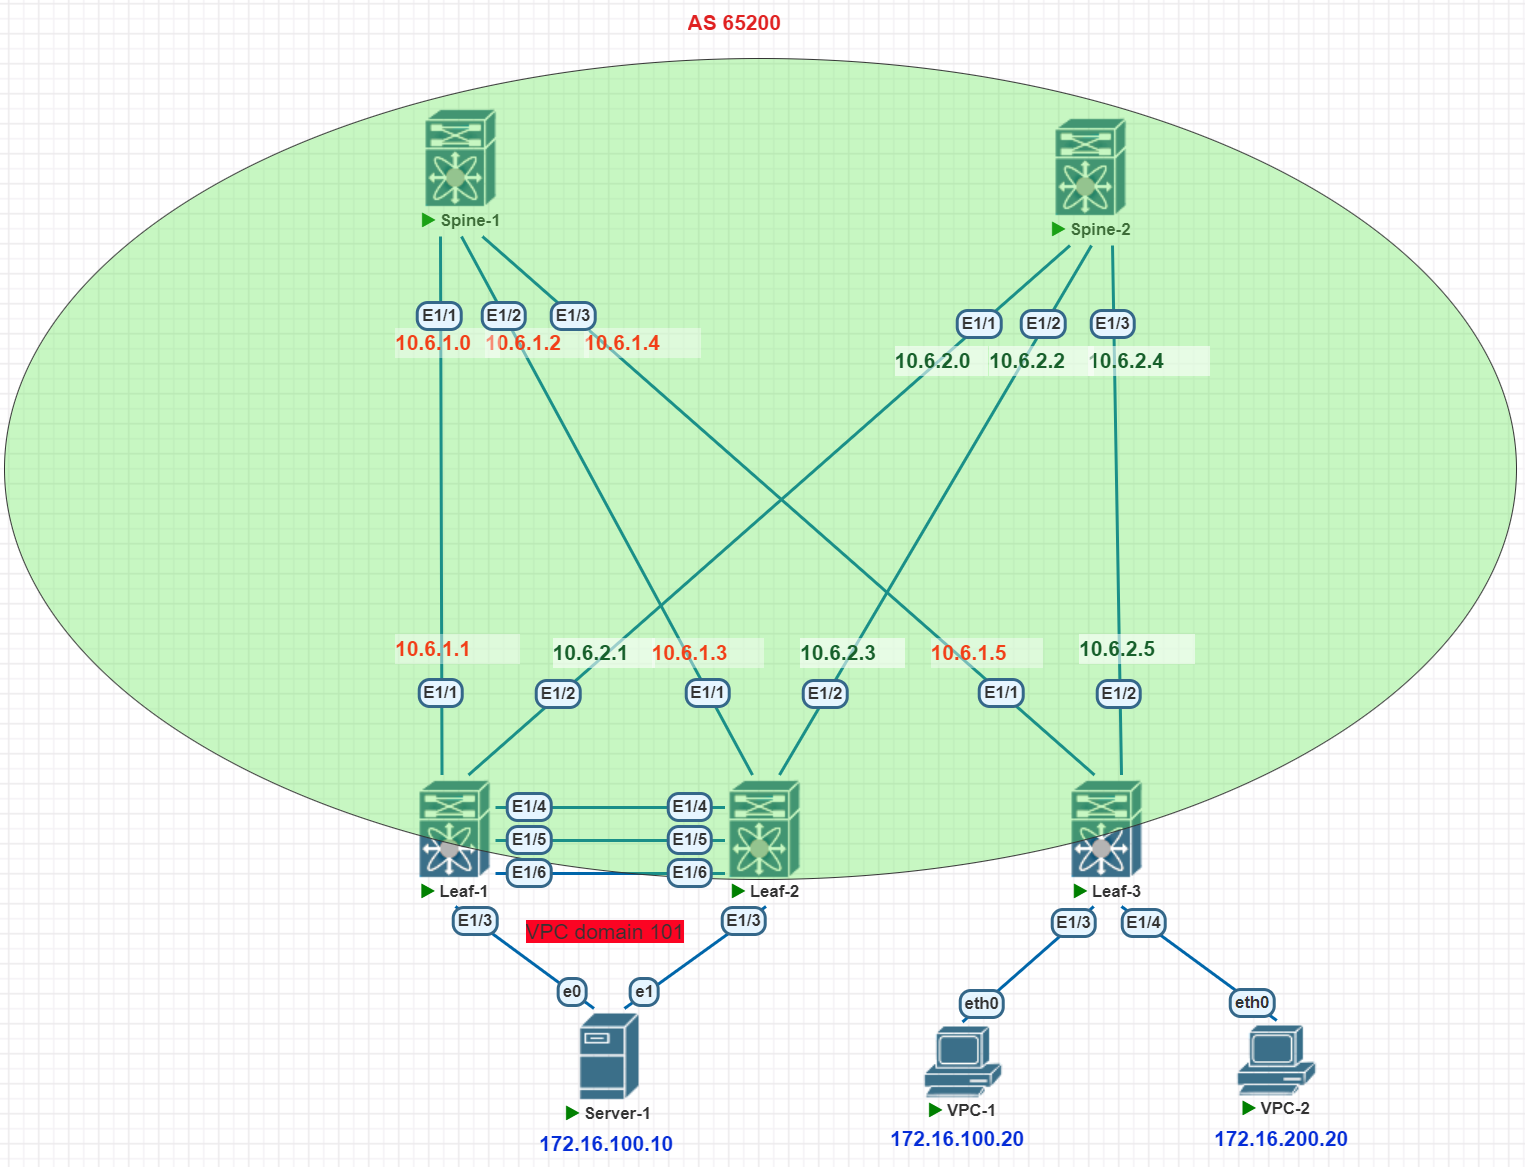 AS 65200
Spine-1
Spine-2
E1/1 E1/2 E1/3
E1/1 E1/2 E1/3
10.6.1.0 10.6.1.2 10.6.1.4
10.6.2.0 10.6.2.2 10.6.2.4
10.6.1.1 10.6.2.1 10.6.1.3 10.6.2.3 10.6.1.5 10.6.2.5
E1/1 E1/2 E1/1 E1/2 E1/1 E1/2
E1/4 E1/4
E1/5 E1/5
E1/6 E1/6
Leaf-1 Leaf-2 Leaf-3
E1/3 E1/3 E1/3 E1/4
VPC domain 101
e0 e1 eth0 eth0
Server-1 VPC-1 VPC-2
172.16.100.10 172.16.100.20 172.16.200.20